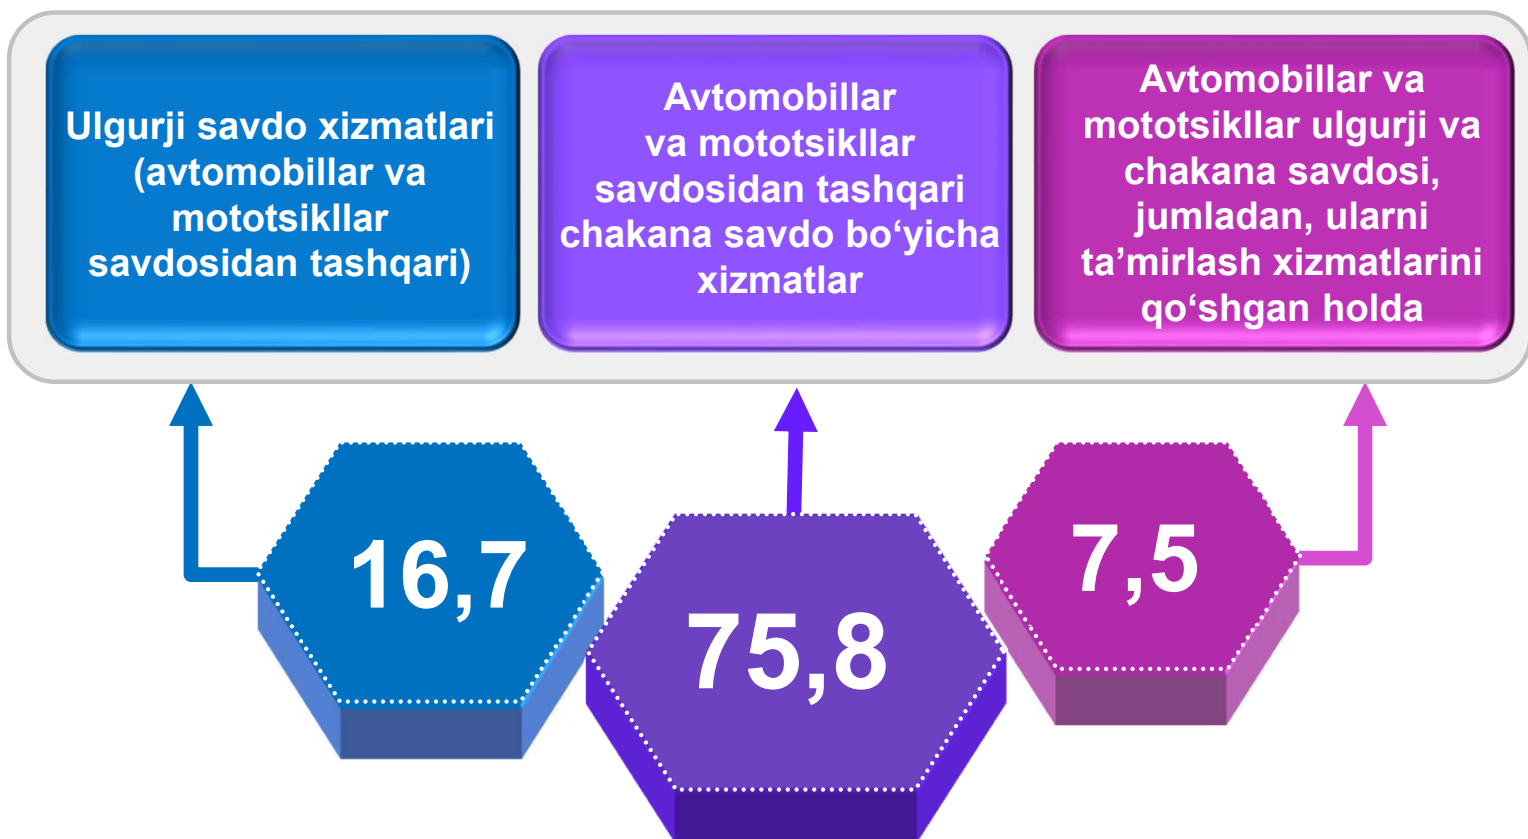 Ulgurji savdo xizmatlari
(avtomobillar va
mototsikllar
savdosidan tashqari)
Avtomobillar
va mototsikllar
savdosidan tashqari
chakana savdo bo‘yicha
xizmatlar
Avtomobillar va
mototsikllar ulgurji va
chakana savdosi,
jumladan, ularni
ta’mirlash xizmatlarini
qo‘shgan holda
16,7
75,8
7,5